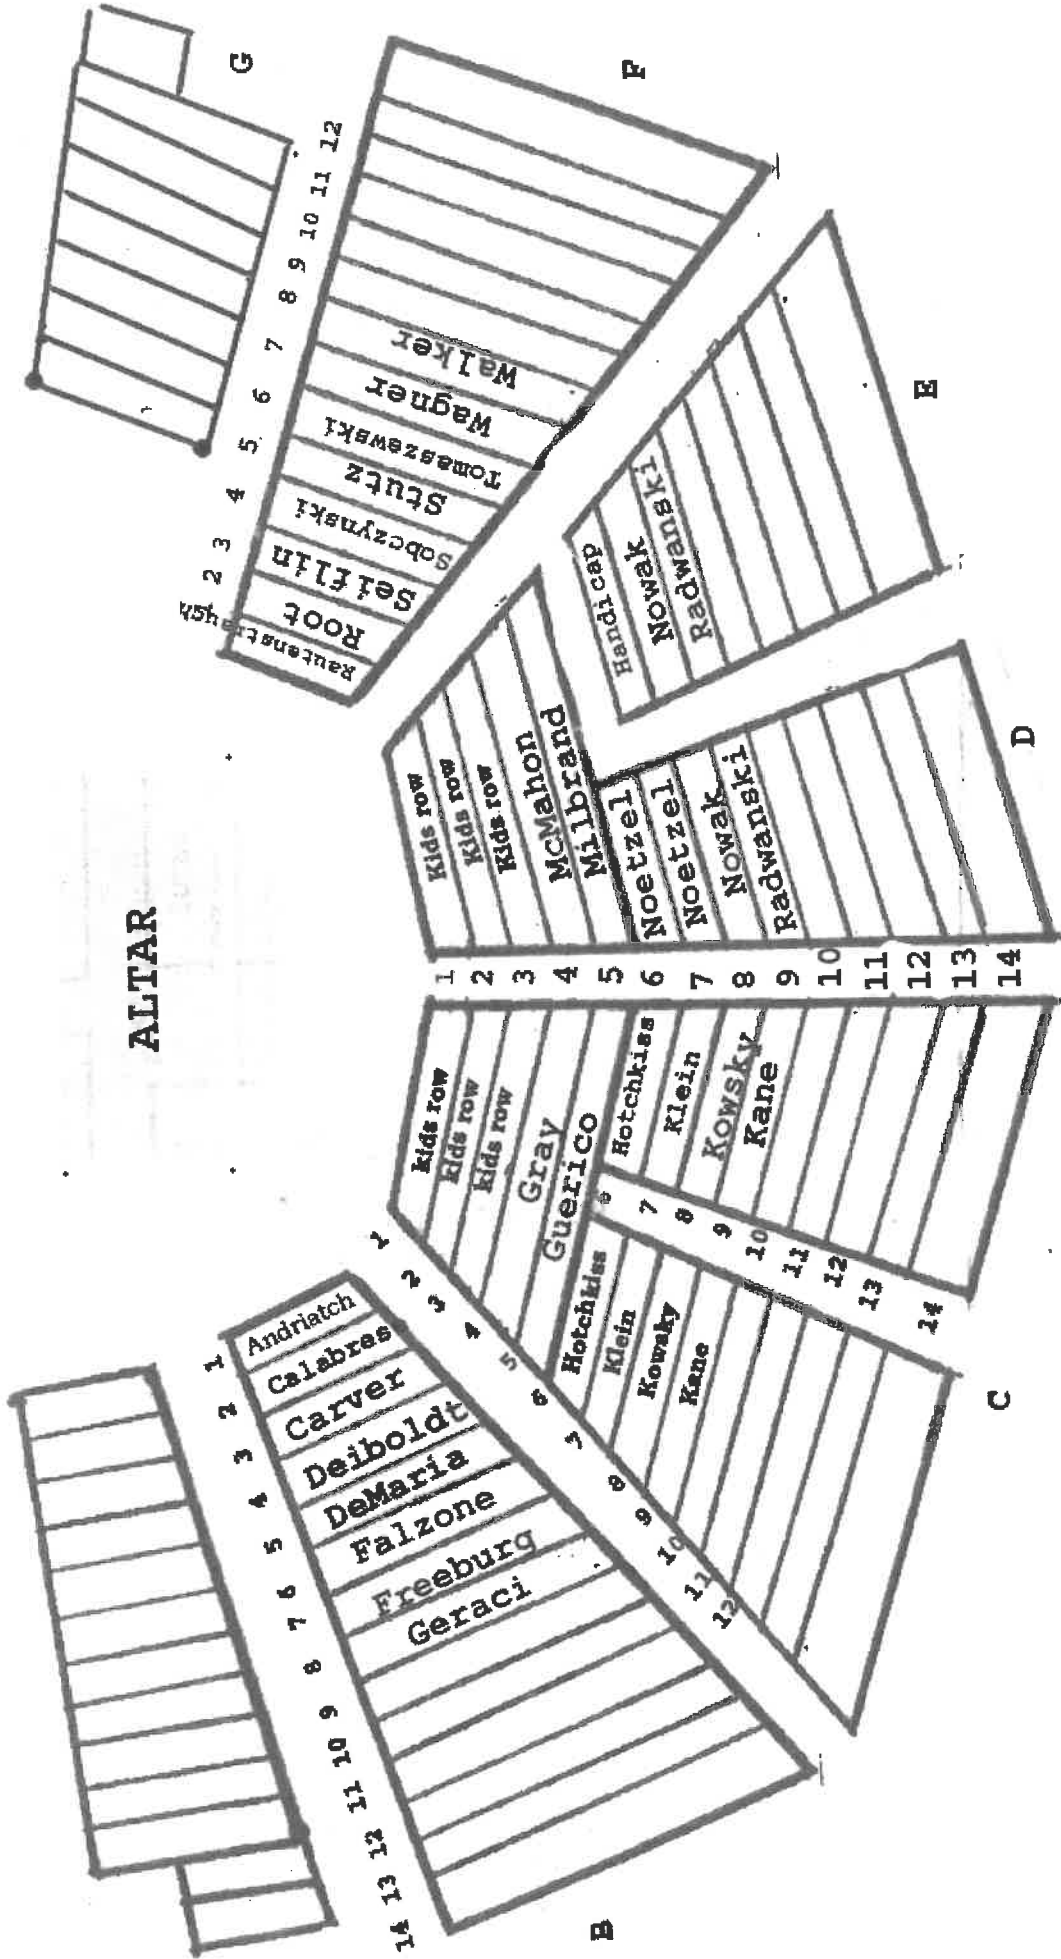 ALTAR
G
12
11
10
9
8
7
6
5
4
3
2
F
Walker
Wagner
Tomaszewski
Stutz
Sobczynski
Seiflin
Root
Rautenstrauch
E
Handicap
Nowak
Radwanski
D
Kids row
Kids row
Kids row
McMahon
Milbrand
Noetzel
Noetzel
Nowak
Radwanski
1
2
3
4
5
6
7
8
9
10
11
12
13
14
kids row
kids row
kids row
Gray
Guerico
Hotchkiss
Klein
Kowsky
Kane
6
7
8
9
10
11
12
13
14
Hotchkiss
Klein
Kowsky
Kane
C
1
2
3
4
5
6
7
8
9
10
11
12
Andriatch
Calabras
Carver
Deiboldt
DeMaria
Falzone
Freeburg
Geraci
1
2
3
4
5
6
7
8
9
10
11
12
13
14
B